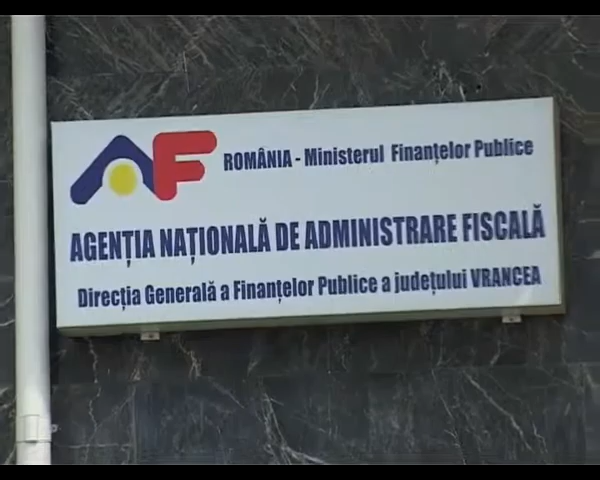 AF
ROMÂNIA - Ministerul Finanțelor Publice
AGENȚIA NAȚIONALĂ DE ADMINISTRARE FISCALĂ
Direcția Generală a Finanțelor Publice a județului VRANCEA